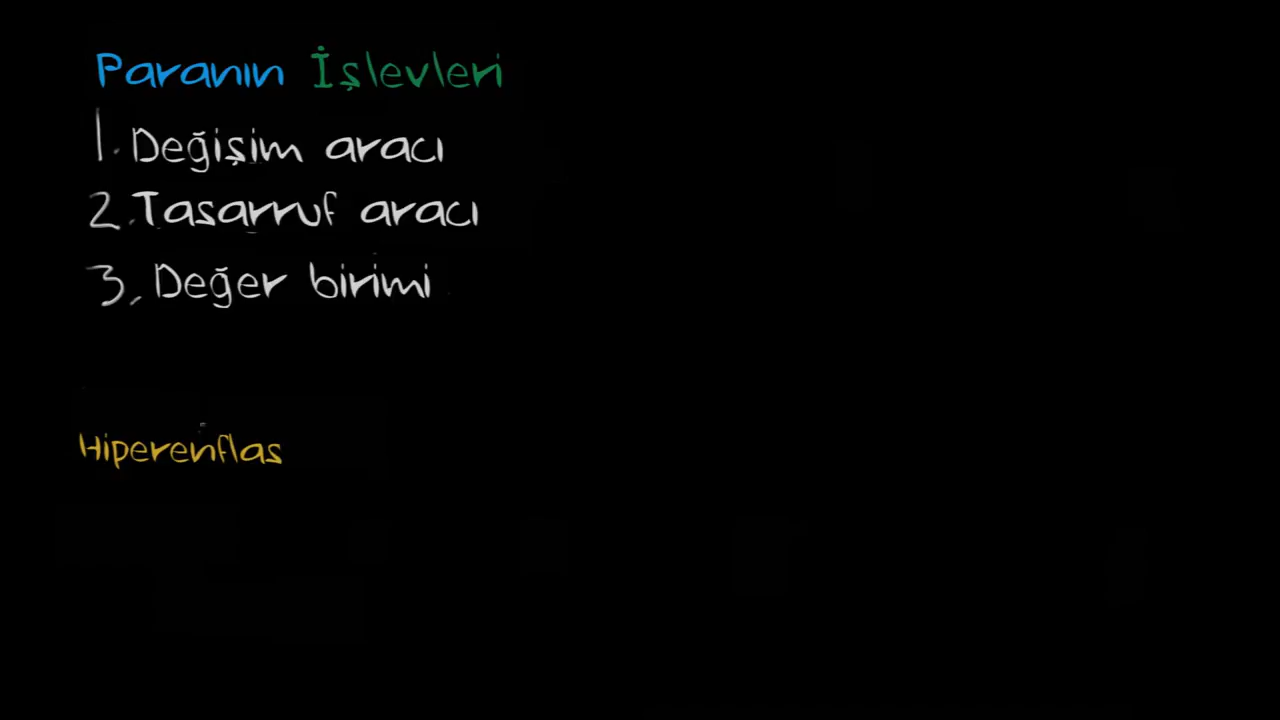 Paranın İşlevleri
1. Değişim aracı
2. Tasarruf aracı
3. Değer birimi
Hiperenflas